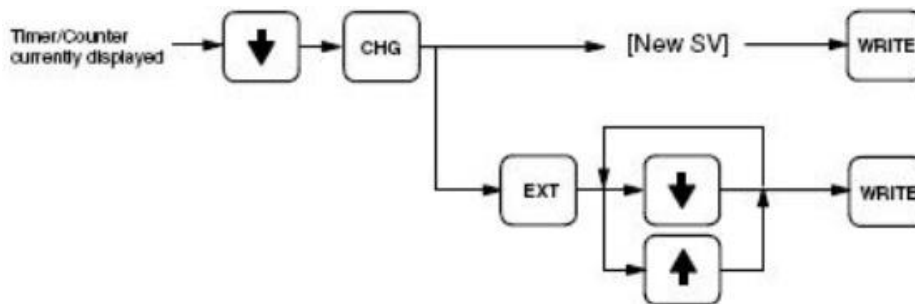 Timer/Counter
currently displayed
CHG
[New SV]
WRITE
EXT
WRITE